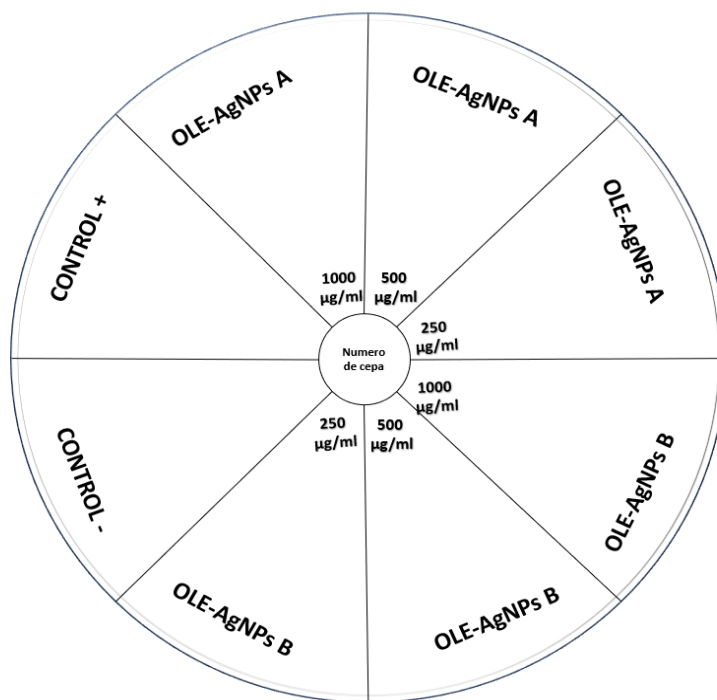 OLE-AgNPs A
OLE-AgNPs A
CONTROL +
OLE-AgNPs A
1000
µg/ml
500
µg/ml
250
µg/ml
Numero
de cepa
1000
µg/ml
250
µg/ml
500
µg/ml
CONTROL -
OLE-AgNPs B
OLE-AgNPs B
OLE-AgNPs B